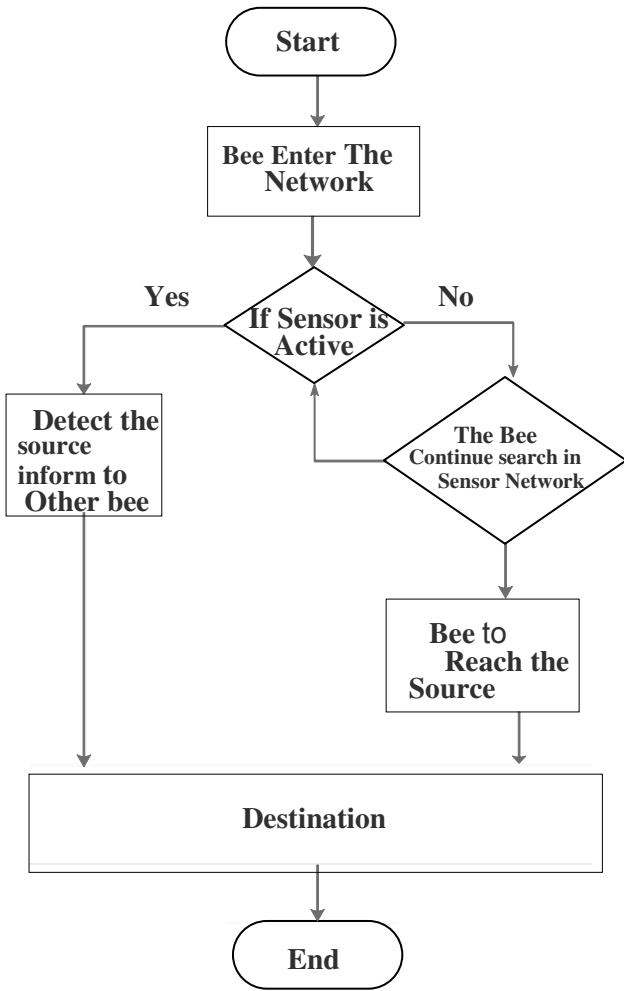 Start
Bee Enter The
Network
Yes
No
If Sensor is
Active
Detect the
source
inform to
Other bee
The Bee
Continue search in
Sensor Network
Bee to
Reach the
Source
Destination
End